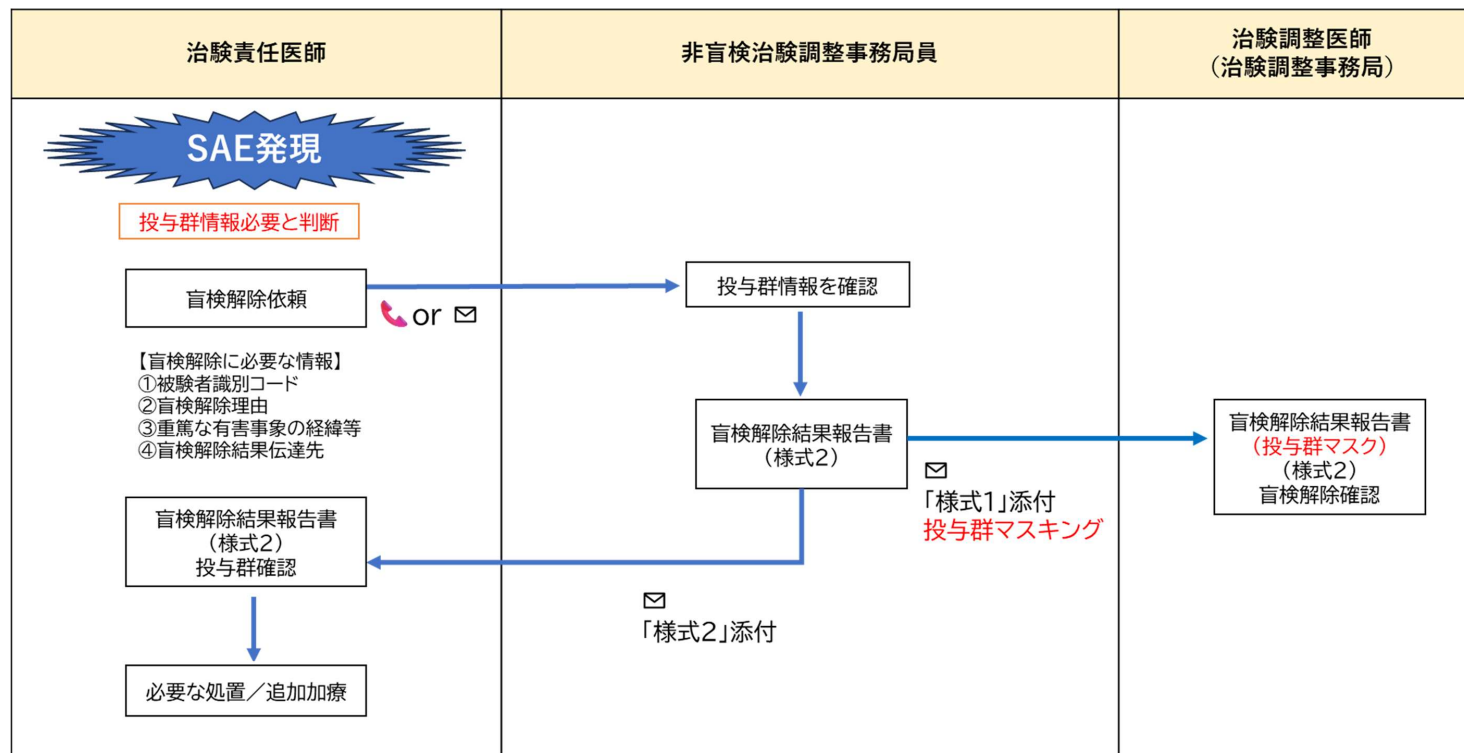 治験責任医師
非盲検治験調整事務局員
治験調整医師
（治験調整事務局）
SAE発現
投与群情報必要と判断
盲検解除依頼
or
投与群情報を確認
【盲検解除に必要な情報】
①被験者識別コード
②盲検解除理由
③重篤な有害事象の経緯等
④盲検解除結果伝達先
盲検解除結果報告書
（様式2）
「様式1」添付
投与群マスキング
盲検解除結果報告書
（投与群マスク）
（様式2）
盲検解除確認
盲検解除結果報告書
（様式2）
投与群確認
「様式2」添付
必要な処置／追加加療